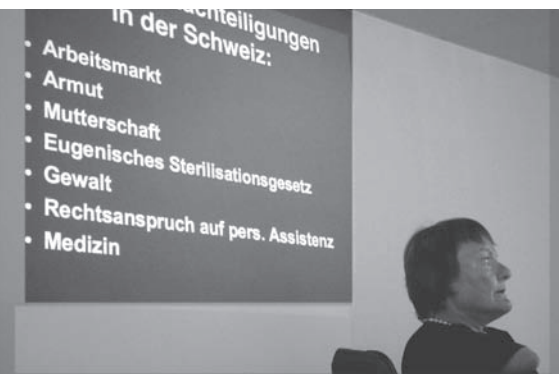 in der Schweiz:
• Arbeitsmarkt
• Armut
• Mutterschaft
• Eugenisches Sterilisationsgesetz
• Gewalt
• Rechtsanspruch auf pers. Assistenz
• Medizin